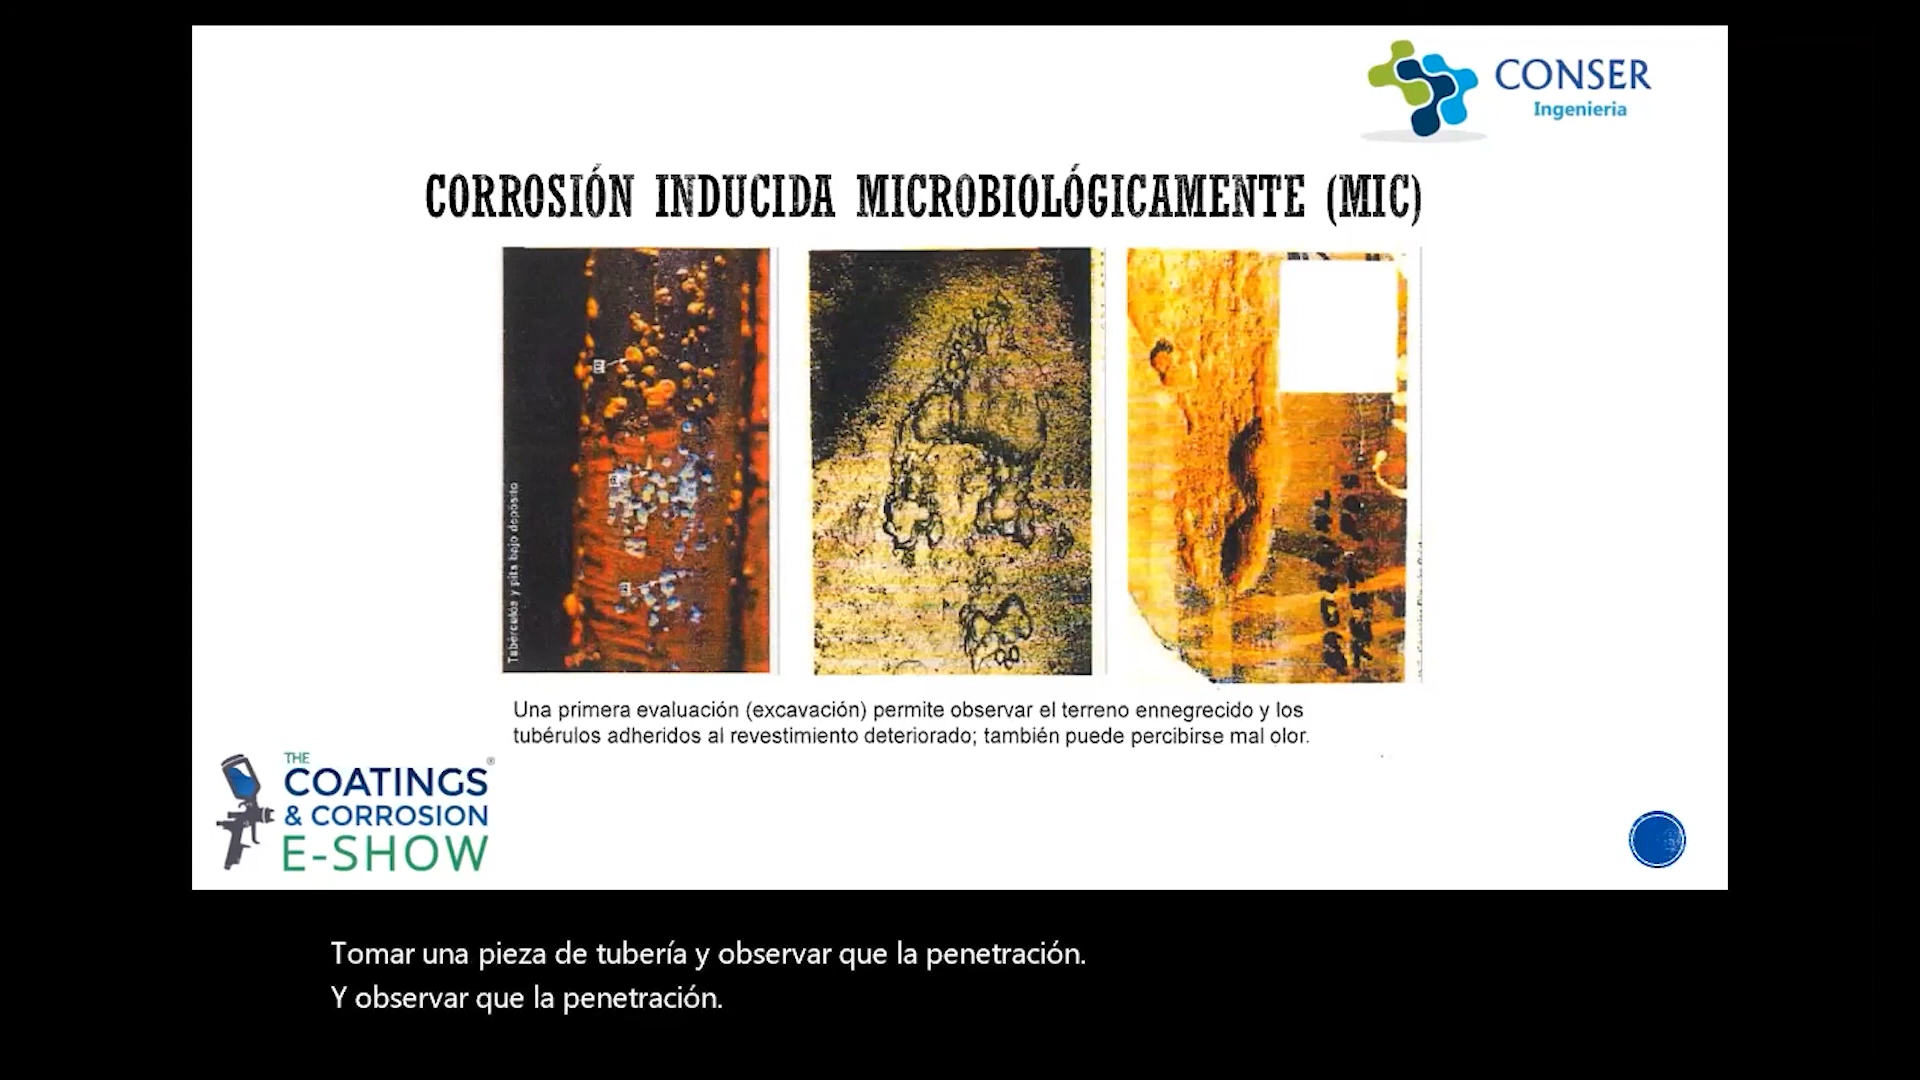 CONSER
Ingenieria
CORROSIÓN INDUCIDA MICROBIOLÓGICAMENTE (MIC)
Tubérculos y pits bajo depósito
Una primera evaluación (excavación) permite observar el terreno ennegrecido y los
tubérulos adheridos al revestimiento deteriorado; también puede percibirse mal olor.
THE
COATINGS®
& CORROSION
E-SHOW
Tomar una pieza de tubería y observar que la penetración.
Y observar que la penetración.